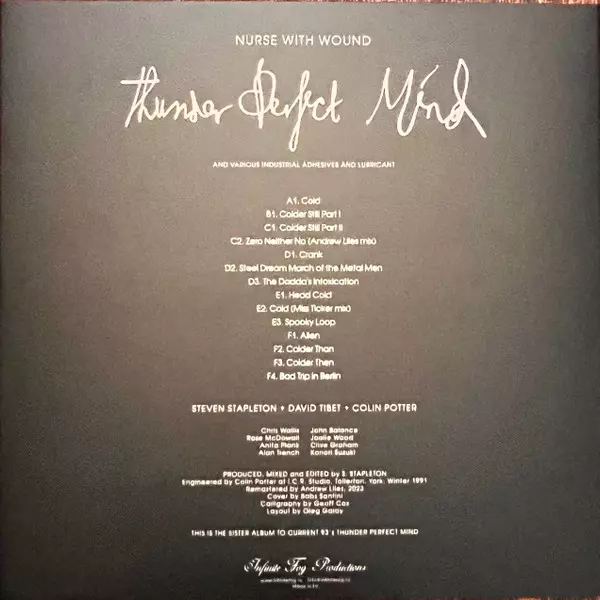 NURSE WITH WOUND
Thunder Perfect Mind
AND VARIOUS INDUSTRIAL ADHESIVES AND LUBRICANT
A1. Cold
B1. Colder Still Part I
C1. Colder Still Part II
C2. Zero Neither No (Andrew Liles mix)
D1. Crank
D2. Steel Dream March of the Metal Men
D3. The Dadda's Intoxication
E1. Head Cold
E2. Cold (Miss Ticker mix)
E3. Spooky Loop
F1. Alien
F2. Colder Than
F3. Colder Then
F4. Bad Trip in Berlin
STEVEN STAPLETON + DAVID TIBET + COLIN POTTER
Chris Wallis John Balance
Rose McDowall Joolie Wood
Anita Plank Clive Graham
Alan Trench Kanari Suzuki
PRODUCED, MIXED and EDITED by S. STAPLETON
Engineered by Colin Potter at I.C.R. Studio, Tollerton, York. Winter 1991
Remastered by Andrew Liles, 2023
Cover by Babs Santini
Calligraphy by Geoff Cox
Layout by Oleg Galay
THIS IS THE SISTER ALBUM TO CURRENT 93's THUNDER PERFECT MIND
Infinite Fog Productions